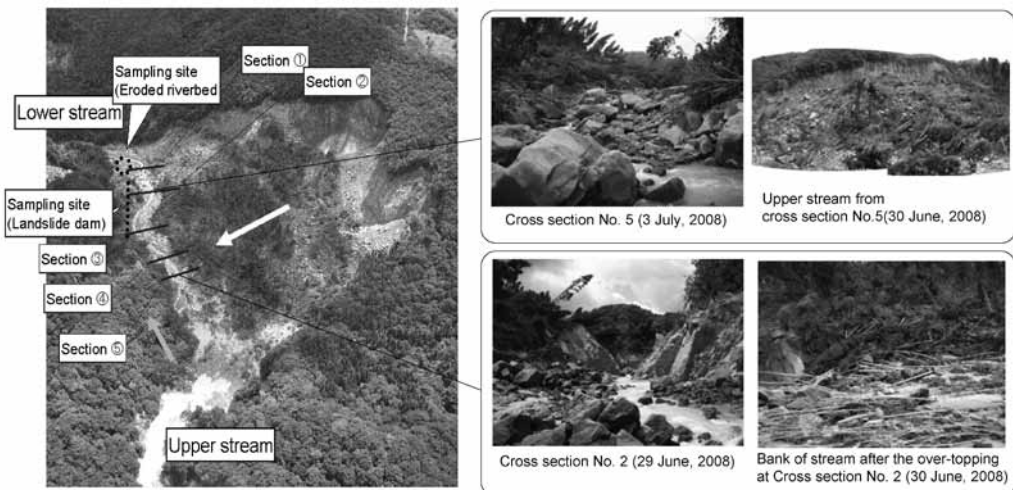 Section ①
Section ②
Sampling site
(Eroded riverbed
Lower stream
Sampling site
(Landslide dam)
Section ③
Section ④
Section ⑤
Upper stream
Cross section No. 5 (3 July, 2008)
Upper stream from
cross section No.5(30 June, 2008)
Cross section No. 2 (29 June, 2008)
Bank of stream after the over-topping
at Cross section No. 2 (30 June, 2008)